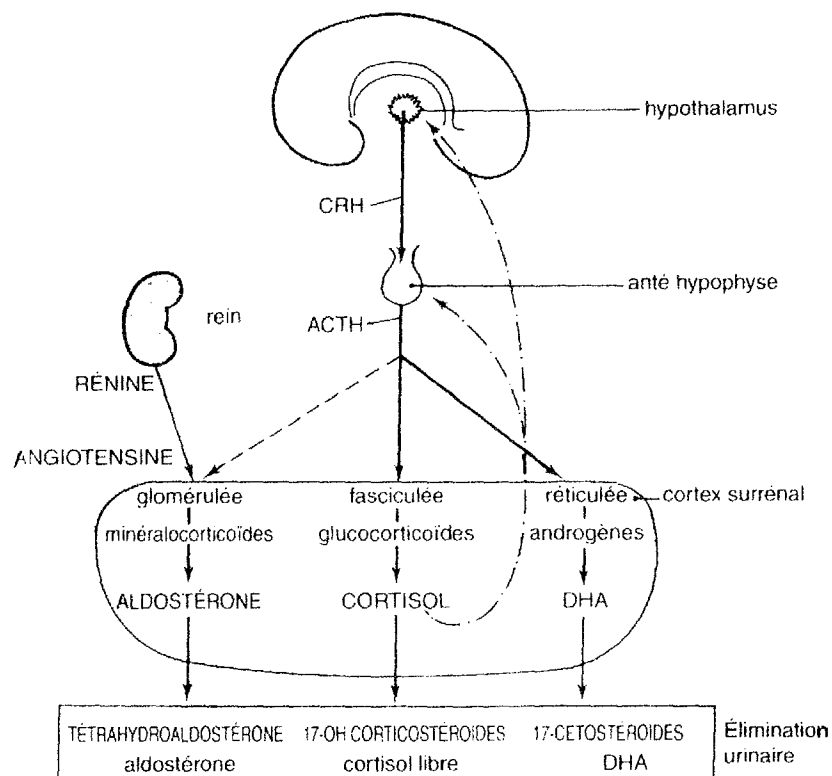 hypothalamus
CRH
anté hypophyse
rein
ACTH
RÉNINE
ANGIOTENSINE
glomérulée fasciculée réticulée cortex surrénal
minéralocorticoïdes glucocorticoïdes androgènes
ALDOSTÉRONE CORTISOL DHA
TÉTRAHYDROALDOSTÉRONE 17-OH CORTICOSTÉROIDES 17-CETOSTÉROIDES Élimination
aldostérone cortisol libre DHA urinaire